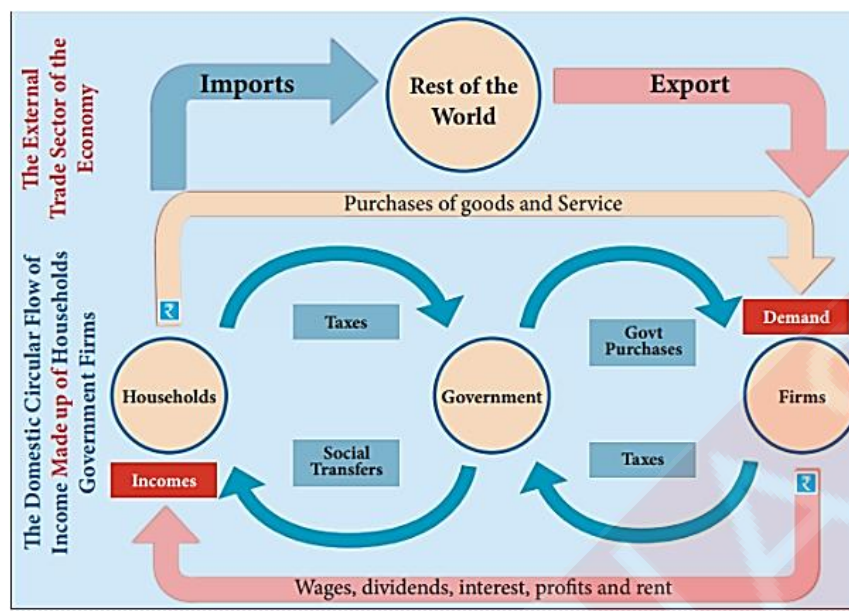 The External
Trade Sector of the
Economy
Imports
Rest of the
World
Export
Purchases of goods and Service
The Domestic Circular Flow of
Income Made up of Households
Government Firms
₹
Taxes
Govt
Purchases
Demand
Households
Government
Firms
Incomes
Social
Transfers
Taxes
₹
Wages, dividends, interest, profits and rent